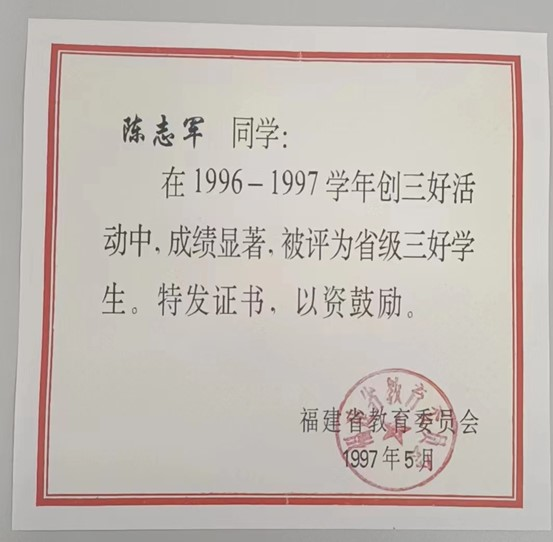 陈志军 同学：
在1996－1997学年创三好活
动中，成绩显著，被评为省级三好学
生。特发证书，以资鼓励。
福建省教育委员会
1997年5月